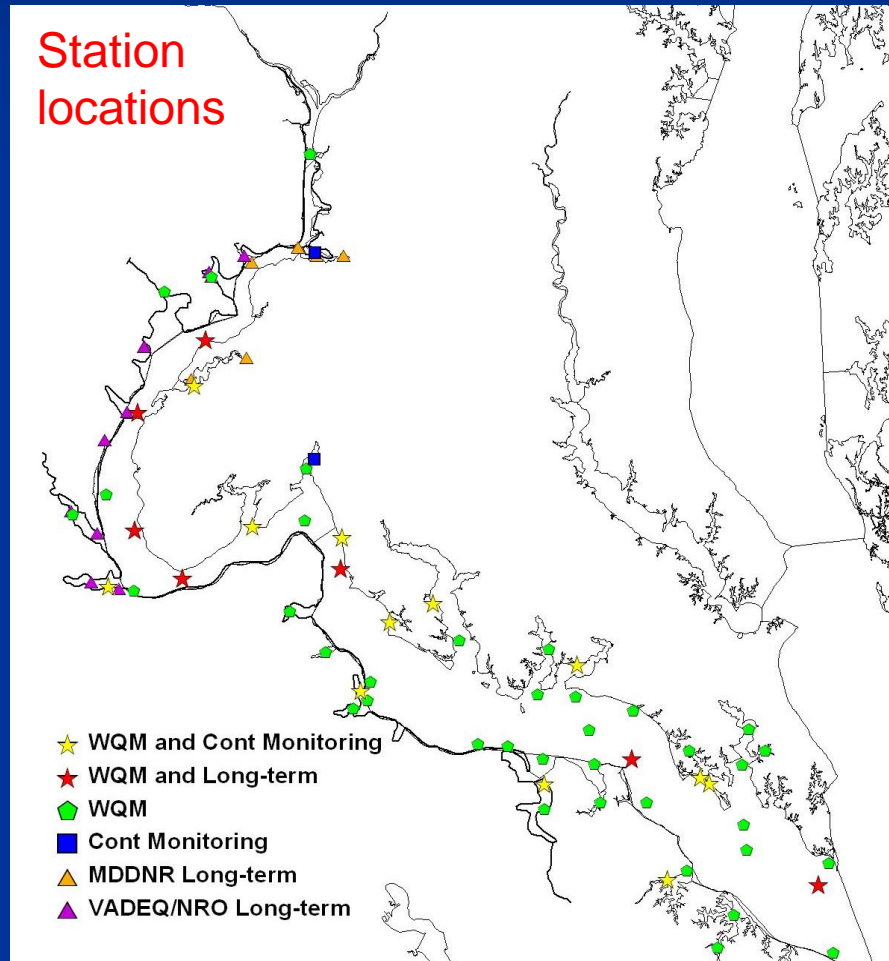 Station
locations
WQM and Cont Monitoring
WQM and Long-term
WQM
Cont Monitoring
MDDNR Long-term
VADEQ/NRO Long-term